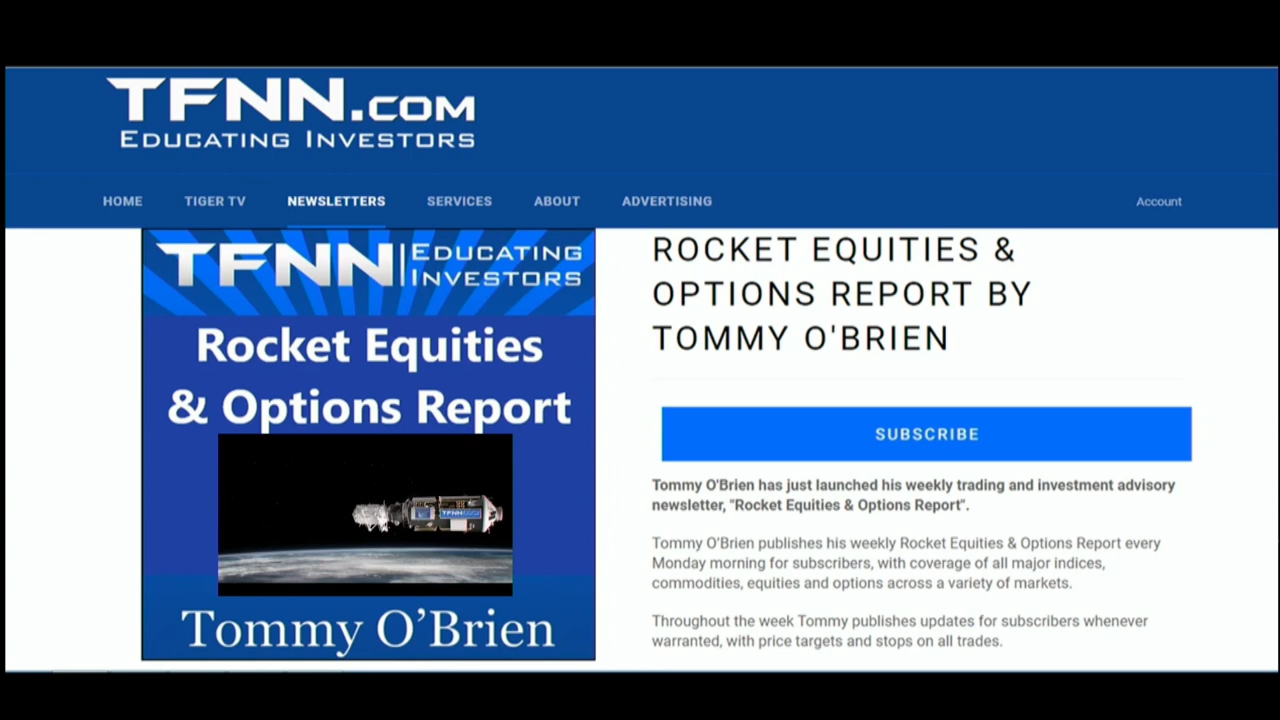 TFNN.COM
EDUCATING INVESTORS
HOME TIGER TV NEWSLETTERS SERVICES ABOUT ADVERTISING Account
TFNN | EDUCATING
INVESTORS
Rocket Equities
& Options Report
TFNN
Tommy O’Brien
ROCKET EQUITIES &
OPTIONS REPORT BY
TOMMY O'BRIEN
SUBSCRIBE
Tommy O'Brien has just launched his weekly trading and investment advisory
newsletter, "Rocket Equities & Options Report".
Tommy O'Brien publishes his weekly Rocket Equities & Options Report every
Monday morning for subscribers, with coverage of all major indices,
commodities, equities and options across a variety of markets.
Throughout the week Tommy publishes updates for subscribers whenever
warranted, with price targets and stops on all trades.